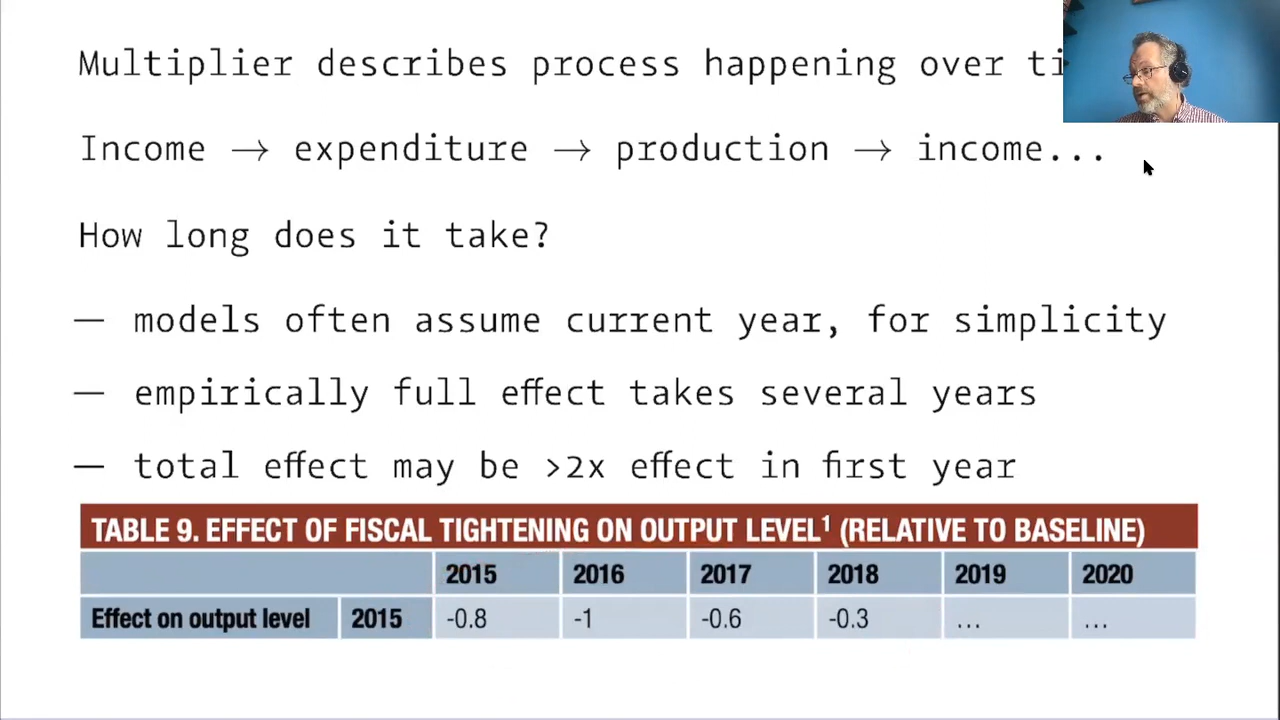 Multiplier describes process happening over ti
Income → expenditure → production → income...
How long does it take?
— models often assume current year, for simplicity
— empirically full effect takes several years
— total effect may be >2x effect in first year
TABLE 9. EFFECT OF FISCAL TIGHTENING ON OUTPUT LEVEL¹ (RELATIVE TO BASELINE)
2015 2016 2017 2018 2019 2020
Effect on output level 2015 -0.8 -1 -0.6 -0.3 ... ...